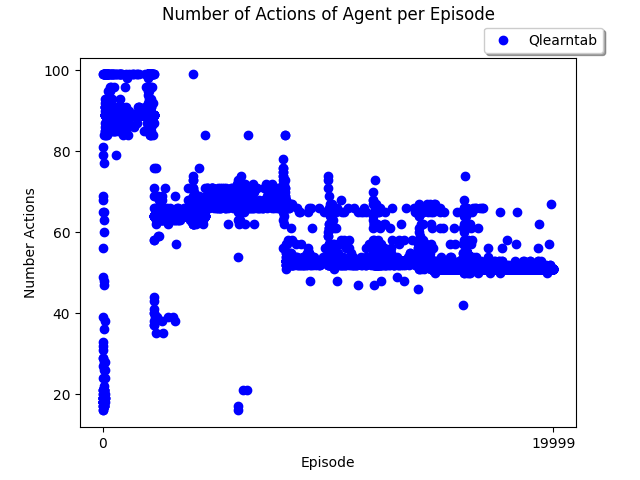 Number of Actions of Agent per Episode
Qlearntab
100
80
60
40
20
Number Actions
0
19999
Episode